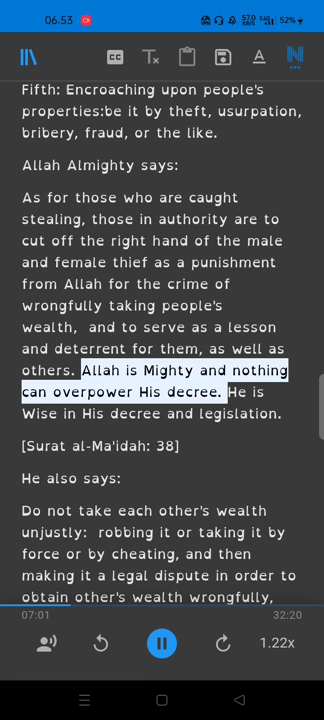 06.53
57.0
KB/s
52%
CC
A
N
Fifth: Encroaching upon people's
properties:be it by theft, usurpation,
bribery, fraud, or the like.
Allah Almighty says:
As for those who are caught
stealing, those in authority are to
cut off the right hand of the male
and female thief as a punishment
from Allah for the crime of
wrongfully taking people's
wealth,  and to serve as a lesson
and deterrent for them, as well as
others. Allah is Mighty and nothing
can overpower His decree. He is
Wise in His decree and legislation.
[Surat al-Ma'idah: 38]
He also says:
Do not take each other's wealth
unjustly:  robbing it or taking it by
force or by cheating, and then
making it a legal dispute in order to
obtain other's wealth wrongfully,
07:01 32:20
1.22x